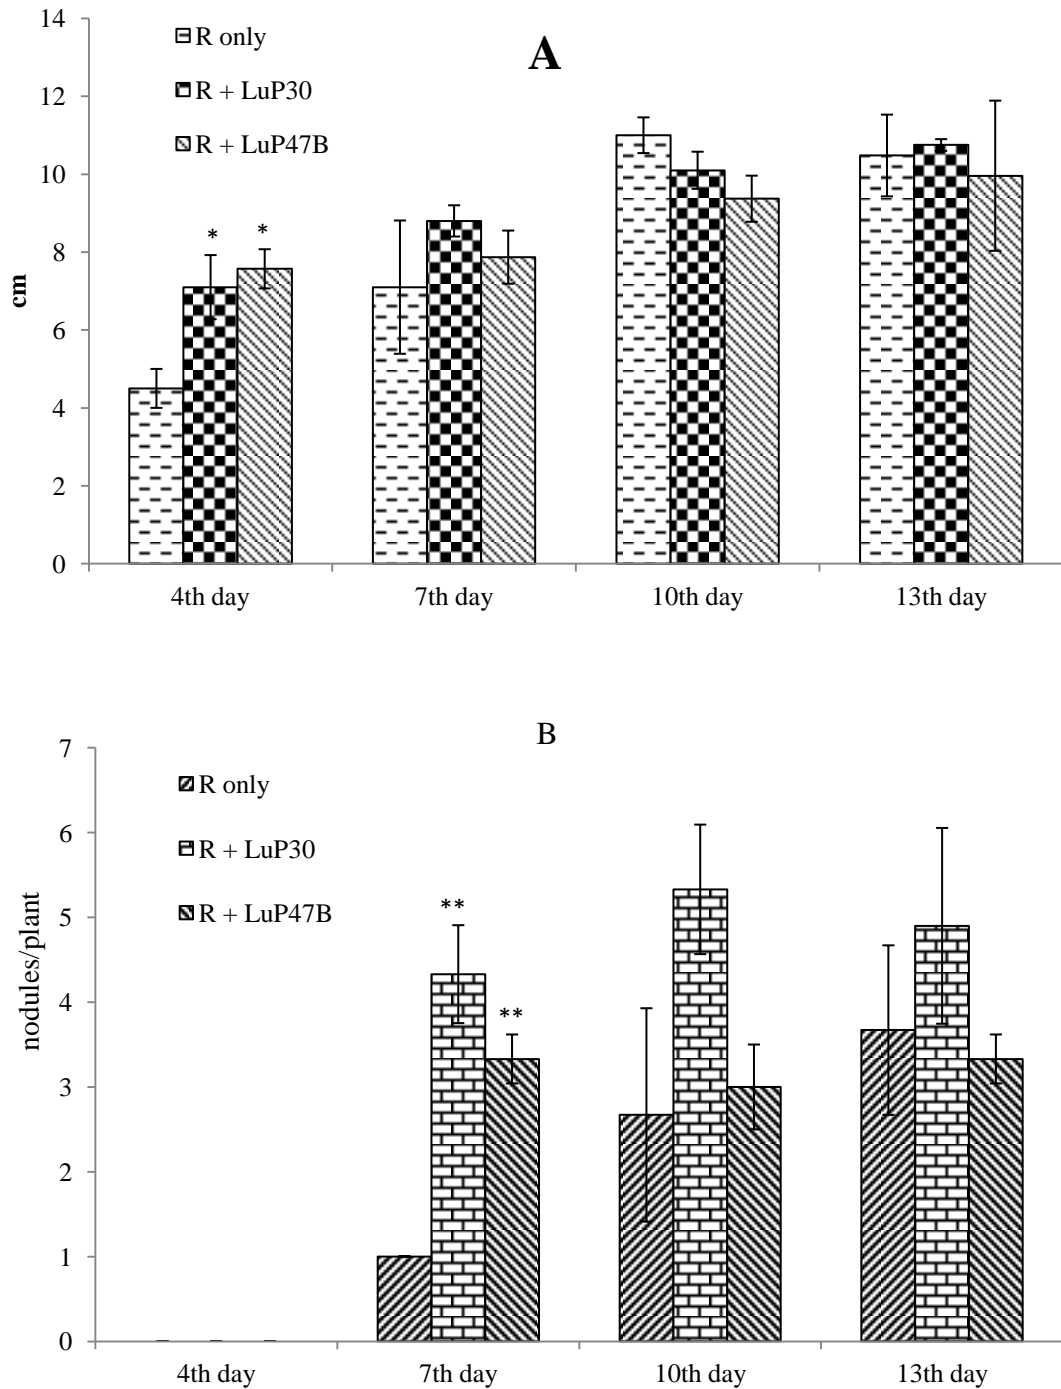 14
12
10
8
6
4
2
0
cm
A
R only
R + LuP30
R + LuP47B
* *
4th day 7th day 10th day 13th day
B
7
6
5
4
3
2
1
0
nodules/plant
R only
R + LuP30
R + LuP47B
**
**
4th day 7th day 10th day 13th day